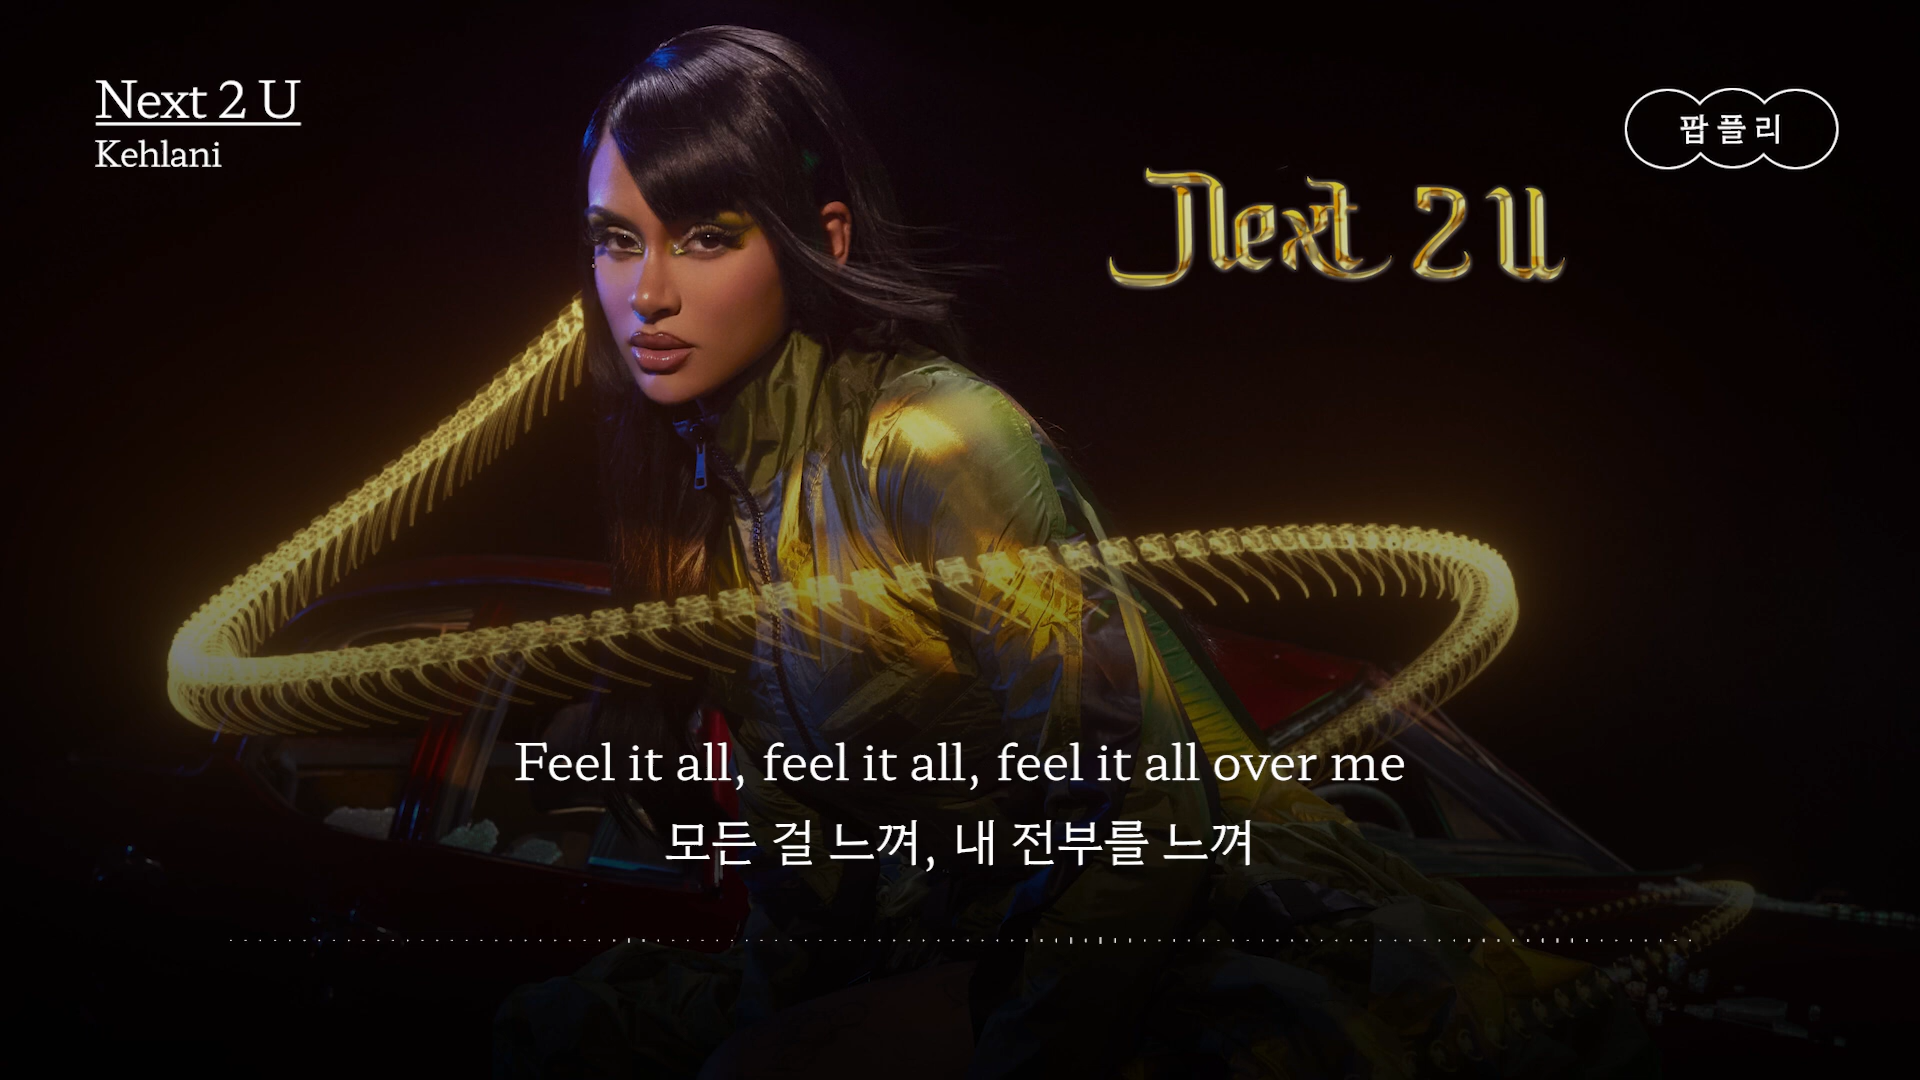 Next 2 U
Kehlani
팝플리
Next 2 U
Feel it all, feel it all, feel it all over me
모든 걸 느껴, 내 전부를 느껴